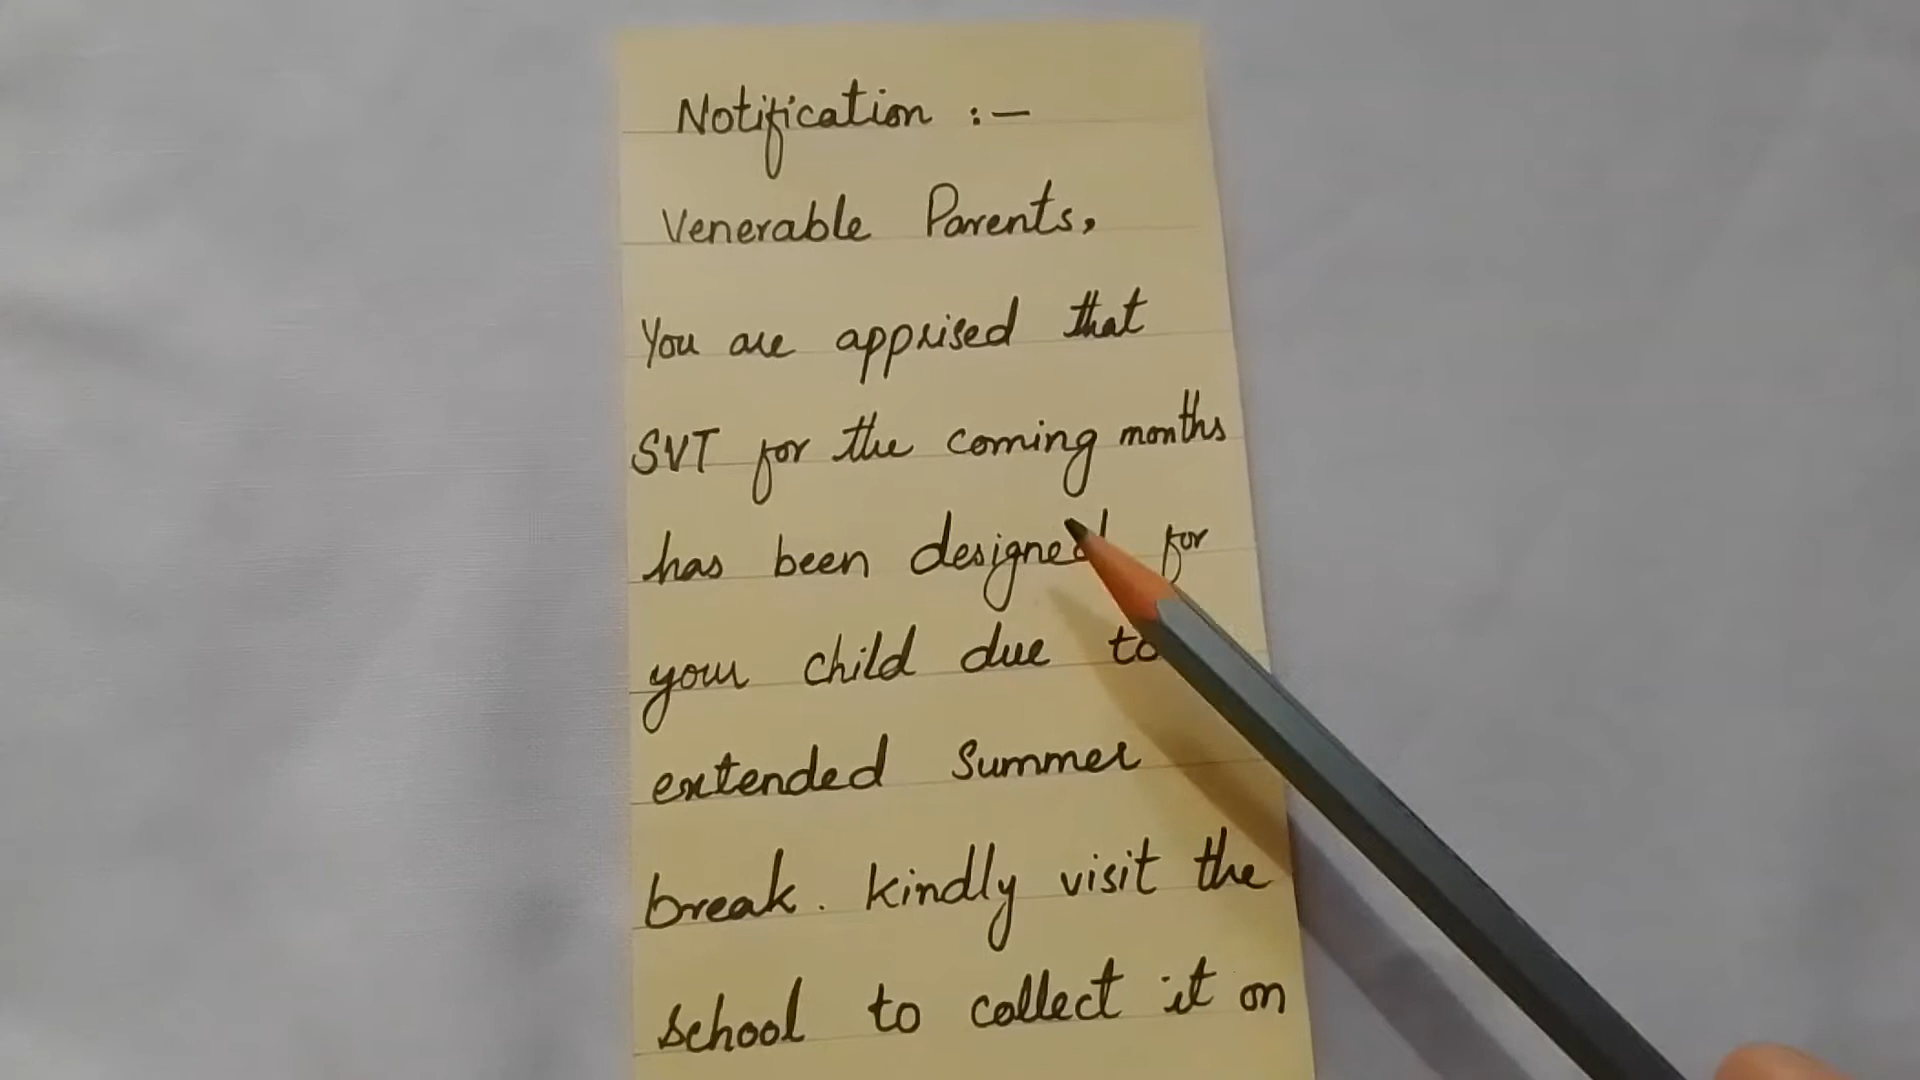 Notification :-
Venerable Parents,
You are apprised that
SVT for the coming months
has been designed for
your child due to
extended Summer
break. Kindly visit the
school to collect it on